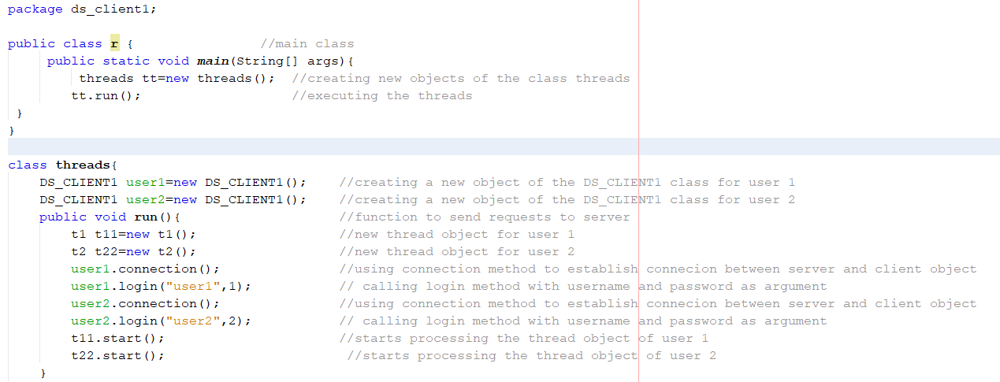 package ds_client1;
public class r {                //main class
     public static void main(String[] args){
         threads tt=new threads();  //creating new objects of the class threads
        tt.run();                   //executing the threads
 }
}
class threads{
    DS_CLIENT1 user1=new DS_CLIENT1();    //creating a new object of the DS_CLIENT1 class for user 1
    DS_CLIENT1 user2=new DS_CLIENT1();    //creating a new object of the DS_CLIENT1 class for user 2
    public void run(){                    //function to send requests to server
        t1 t11=new t1();                  //new thread object for user 1
        t2 t22=new t2();                  //new thread object for user 2
        user1.connection();               //using connection method to establish connecion between server and client object
        user1.login("user1",1);           // calling login method with username and password as argument
        user2.connection();               //using connection method to establish connecion between server and client object
        user2.login("user2",2);           // calling login method with username and password as argument
        t11.start();                      //starts processing the thread object of user 1
        t22.start();                       //starts processing the thread object of user 2
    }